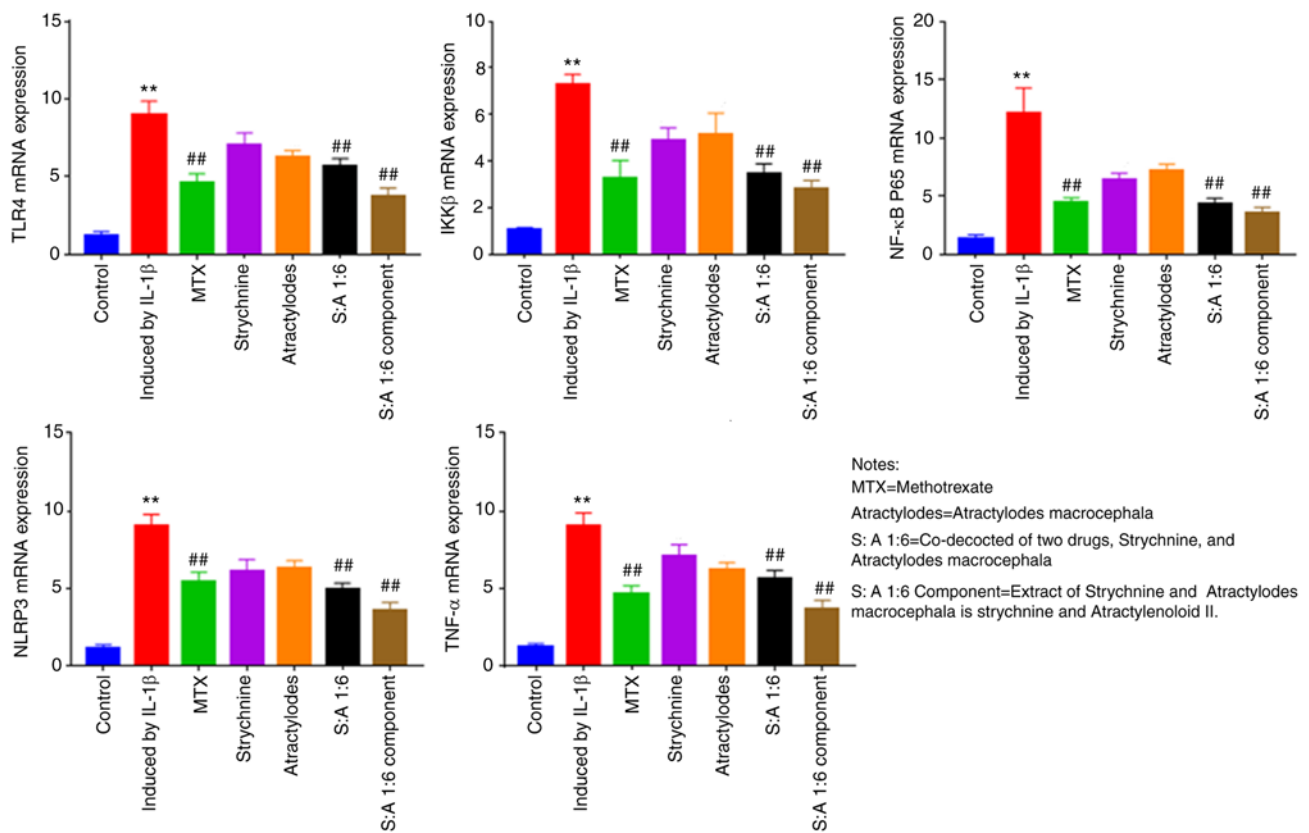 TLR4 mRNA expression
15
10
5
0
**
##
##
##
Control
Induced by IL-1β
MTX
Strychnine
Atractylodes
S:A 1:6
S:A 1:6 component
IKKβ mRNA expression
10
8
6
4
2
0
**
##
##
##
Control
Induced by IL-1β
MTX
Strychnine
Atractylodes
S:A 1:6
S:A 1:6 component
NF-κB P65 mRNA expression
20
15
10
5
0
**
##
##
##
Control
Induced by IL-1β
MTX
Strychnine
Atractylodes
S:A 1:6
S:A 1:6 component
NLRP3 mRNA expression
15
10
5
0
**
##
##
##
Control
Induced by IL-1β
MTX
Strychnine
Atractylodes
S:A 1:6
S:A 1:6 component
TNF-α mRNA expression
15
10
5
0
**
##
##
##
Control
Induced by IL-1β
MTX
Strychnine
Atractylodes
S:A 1:6
S:A 1:6 component
Notes:
MTX=Methotrexate
Atractylodes=Atractylodes macrocephala
S: A 1:6=Co-decocted of two drugs, Strychnine, and
Atractylodes macrocephala
S: A 1:6 Component=Extract of Strychnine and Atractylodes
macrocephala is strychnine and Atractylenoloid II.